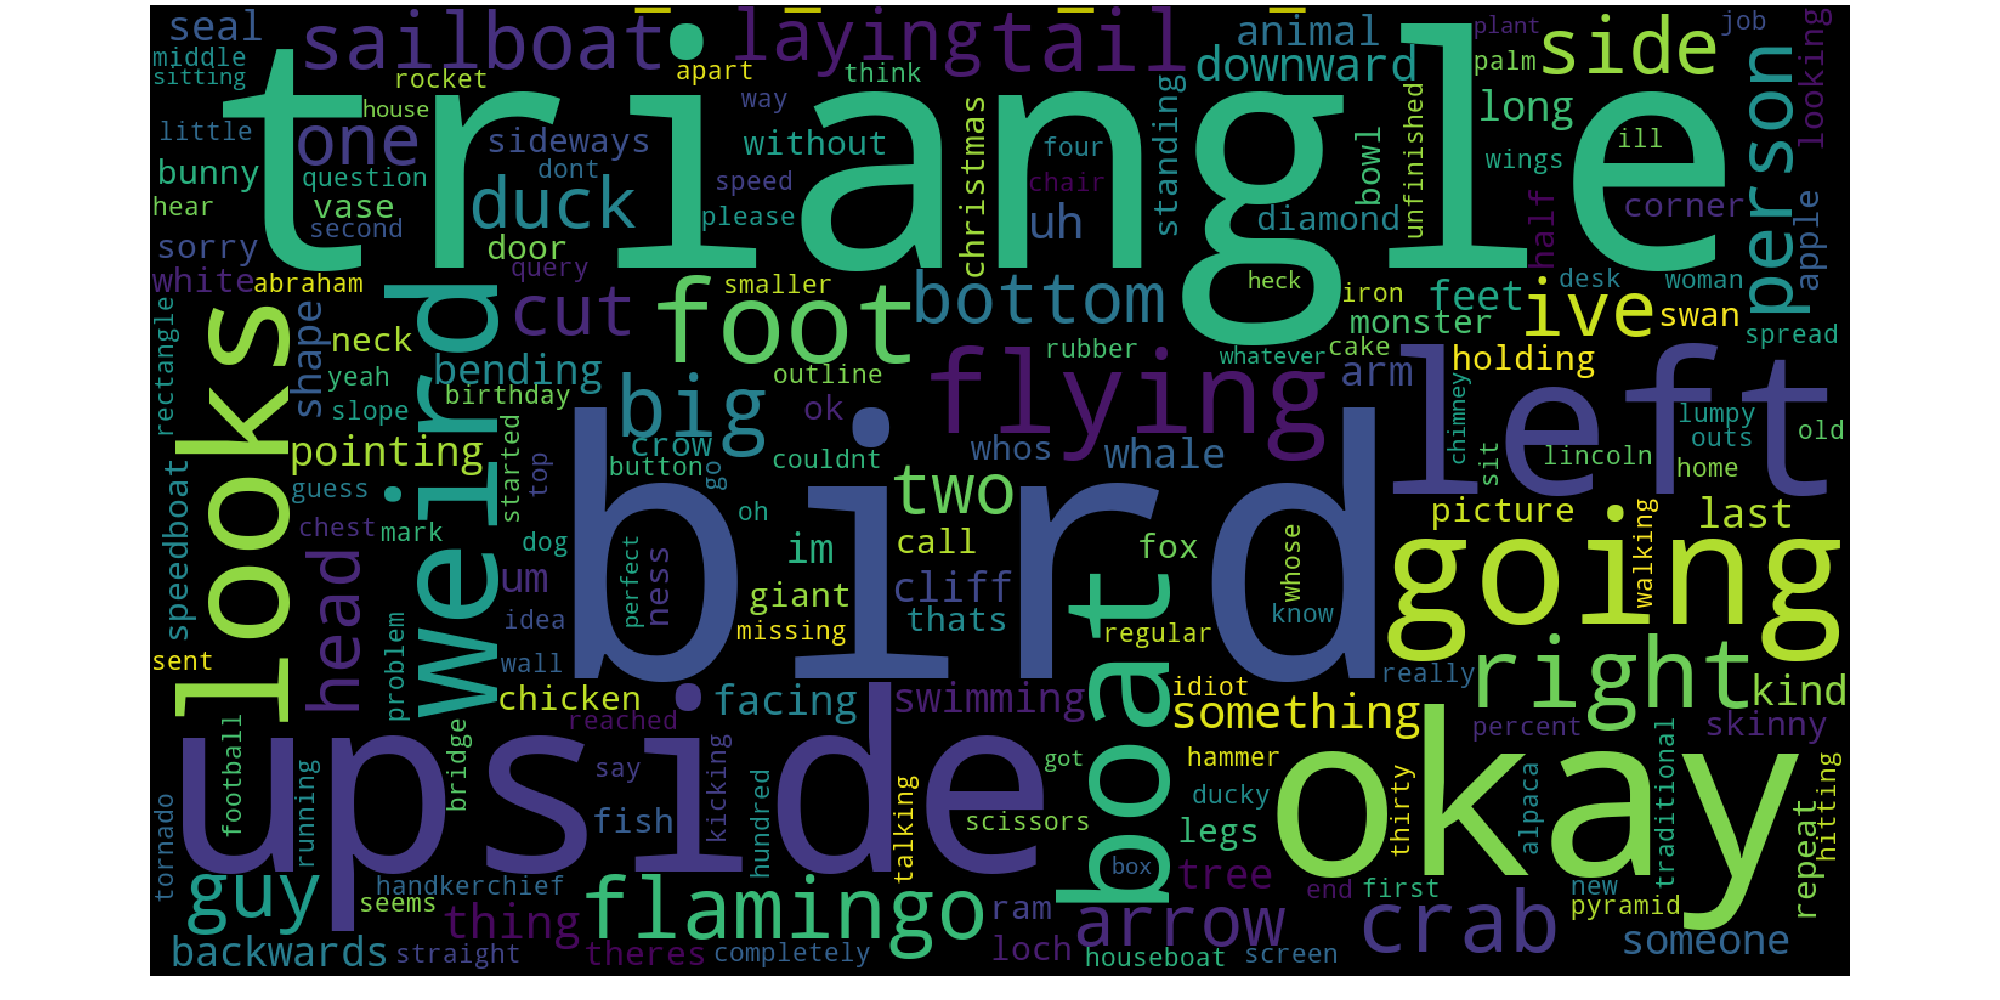 seal
sailboat
laying
tail
animal
downward
side
plant
job
palm
looking
middle
sitting
rocket
apart
think
house
way
long
person
triangle
little
one
sideways
without
christmas
four
standing
bowl
unfinished
ill
wings
bunny
question
dont
duck
speed
chair
hear
vase
second
please
uh
diamond
half
corner
apple
sorry
door
query
white
abraham
smaller
heck
desk
woman
rectangle
shape
weird
cut
foot
bottom
iron
feet
ive
swan
monster
spread
looks
neck
rubber
whatever
cake
holding
yeah
bending
outline
flying
arm
left
slope
birthday
big
ok
chimney
lumpy
outs
old
pointing
crow
whos
whale
lincoln
home
speedboat
started
top
button
go
couldnt
sit
guess
two
bird
picture
last
chest
mark
oh
walking
head
dog
im
call
fox
whose
going
um
perfect
ness
giant
cliff
know
idea
missing
thats
regular
sent
problem
wall
really
right
chicken
facing
swimming
idiot
kind
boat
something
reached
percent
skinny
football
bridge
upside
okay
got
hammer
say
kicking
hundred
talking
thirty
alpaca
traditional
hitting
tornado
running
fish
scissors
ducky
legs
repeat
guy
handkerchief
flamingo
box
tree
end
first
new
seems
thing
ram
arrow
crab
pyramid
backwards
straight
theres
completely
loch
houseboat
screen
someone